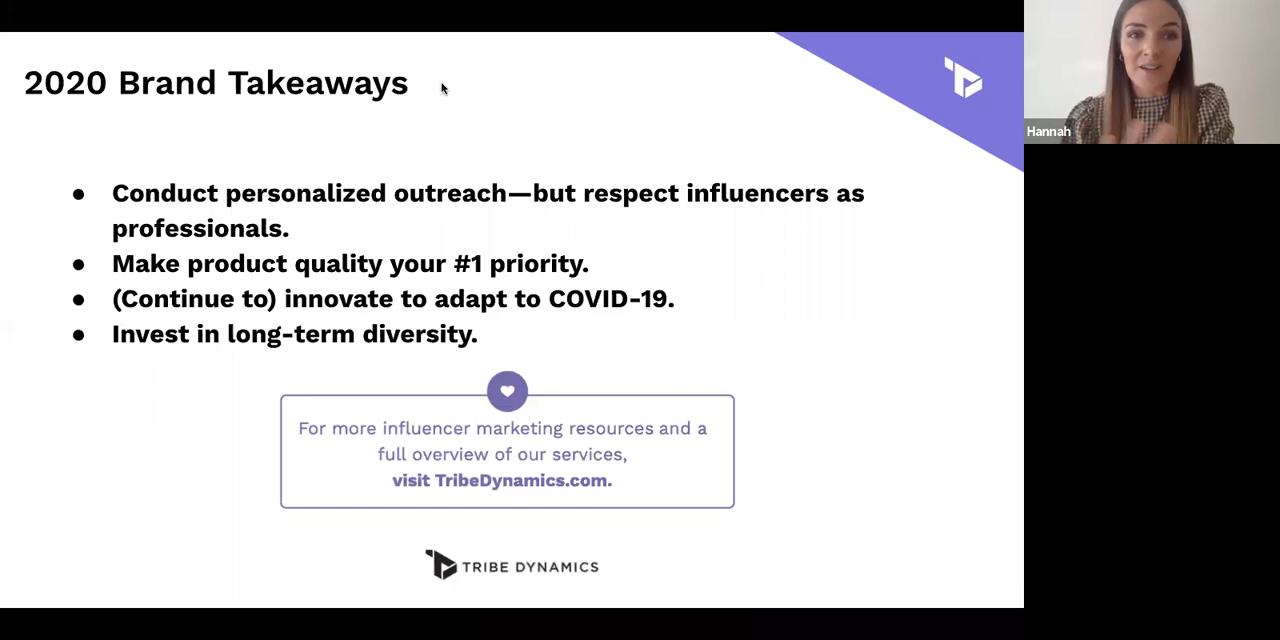 2020 Brand Takeaways
Hannah
● Conduct personalized outreach—but respect influencers as
professionals.
● Make product quality your #1 priority.
● (Continue to) innovate to adapt to COVID-19.
● Invest in long-term diversity.
For more influencer marketing resources and a
full overview of our services,
visit TribeDynamics.com.
TRIBE DYNAMICS